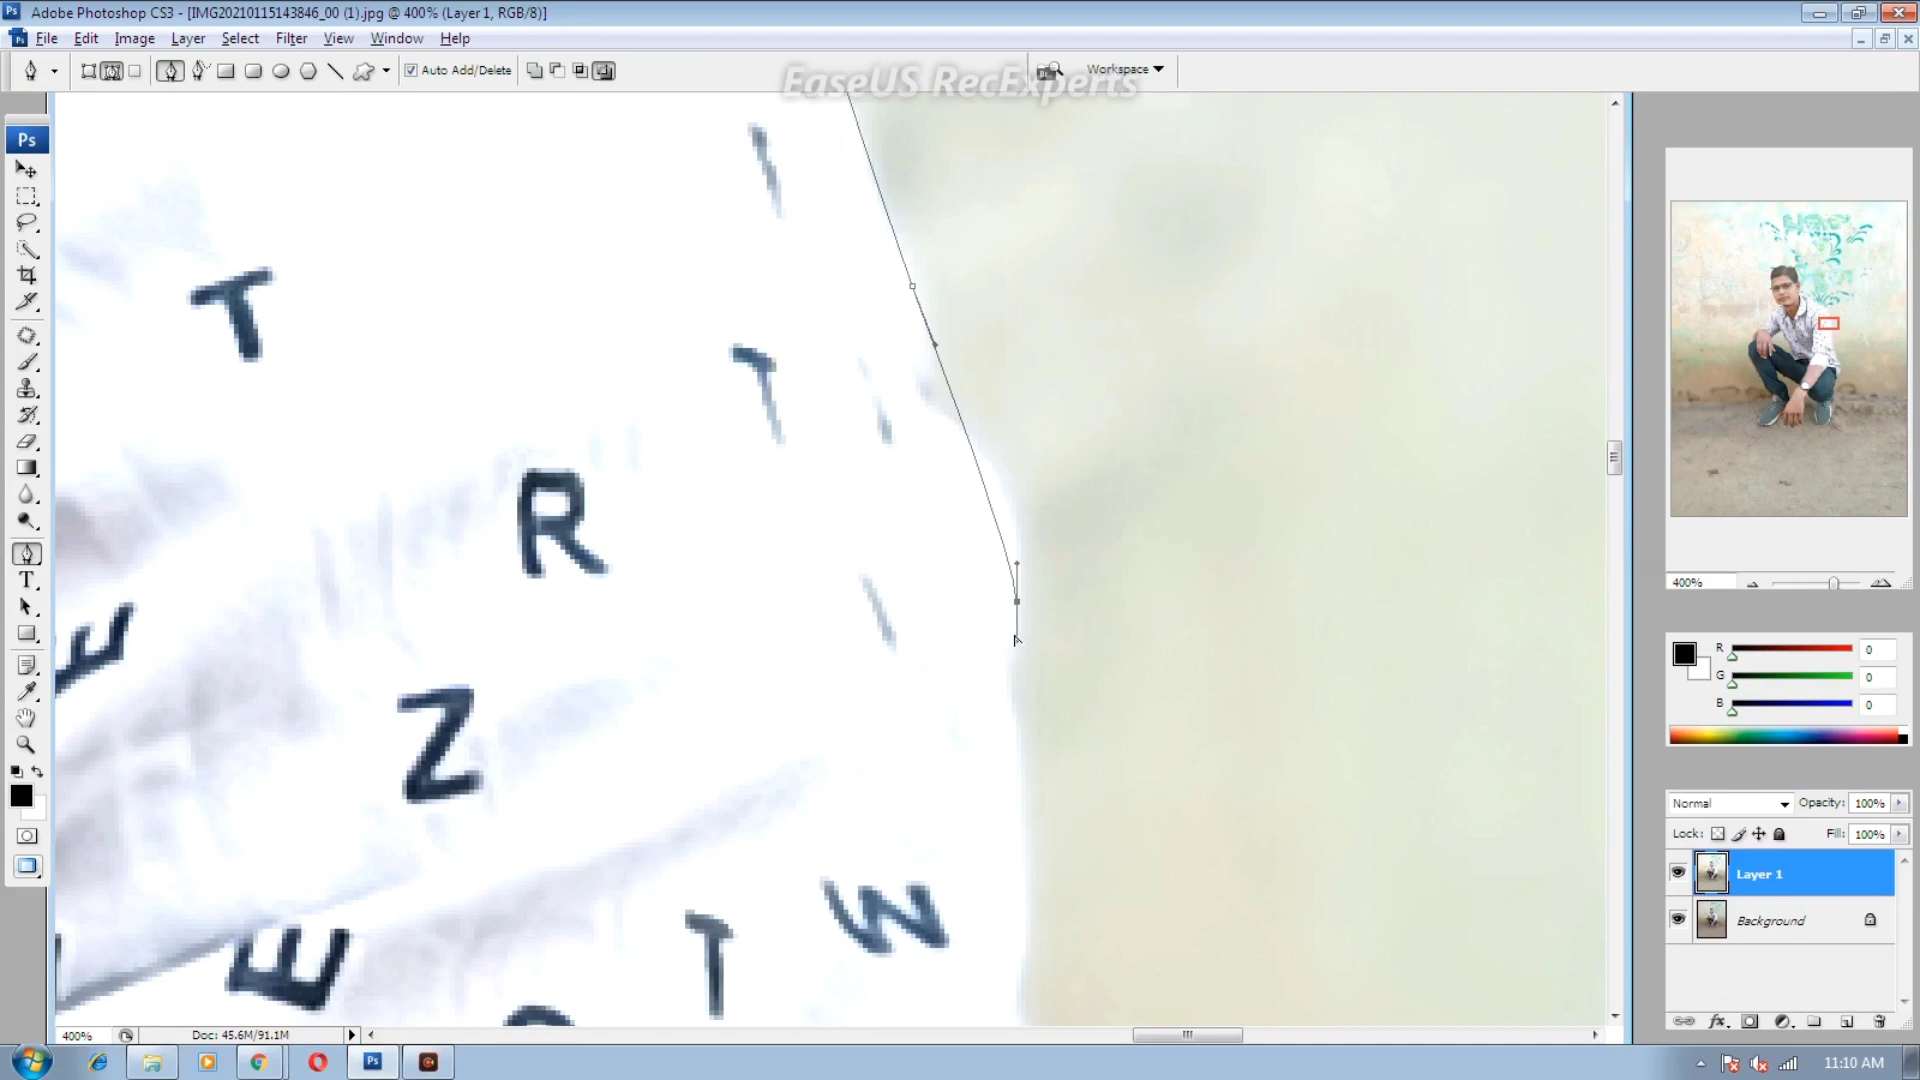 Adobe Photoshop CS3 - [IMG20210115143846_00 (1).jpg @ 400% (Layer 1, RGB/8)]
File Edit Image Layer Select Filter View Window Help
Auto Add/Delete
Workspace
EaseUS RecExperts
Ps
T
R
E
Z
W
T
E
400%
R 0
G 0
B 0
Normal Opacity: 100%
Lock: Fill: 100%
Layer 1
Background
400% Doc: 45.6M/91.1M
11:10 AM